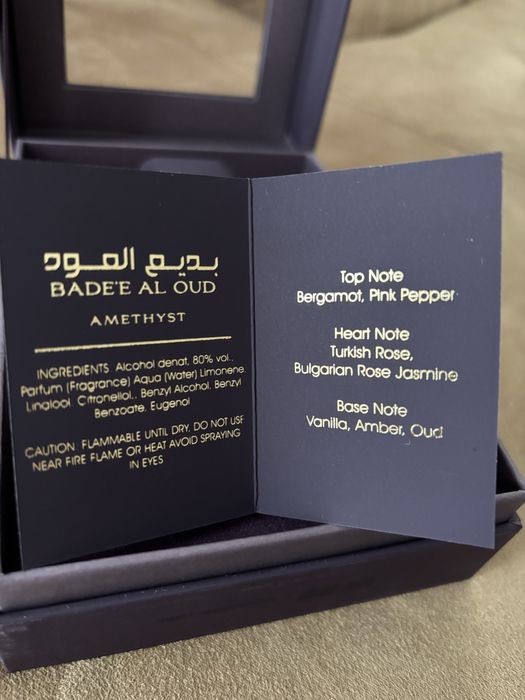 بديع العود
BADE'E AL OUD
AMETHYST
INGREDIENTS Alcohol denat, 80% vol..
Parfum (Fragrance) Aqua (Water) Limonene.
Linalool. Citronellol,. Benzyl Alcohol. Benzyl
Benzoate, Eugenol
CAUTION FLAMMABLE UNTIL DRY, DO NOT USE
NEAR FIRE FLAME OR HEAT AVOID SPRAYING
IN EYES
Top Note
Bergamot, Pink Pepper
Heart Note
Turkish Rose,
Bulgarian Rose Jasmine
Base Note
Vanilla, Amber, Oud